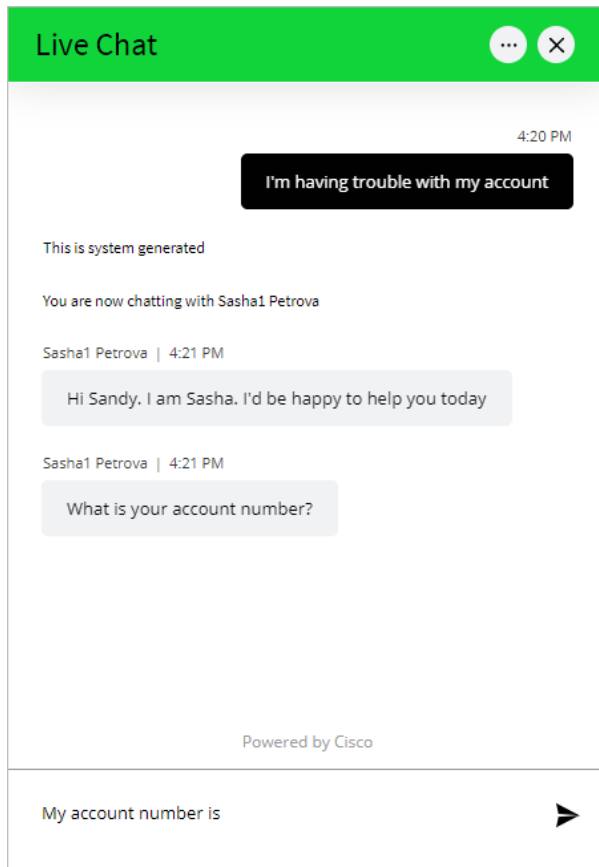 Live Chat
4:20 PM
I'm having trouble with my account
This is system generated
You are now chatting with Sasha1 Petrova
Sasha1 Petrova | 4:21 PM
Hi Sandy. I am Sasha. I'd be happy to help you today
Sasha1 Petrova | 4:21 PM
What is your account number?
Powered by Cisco
My account number is